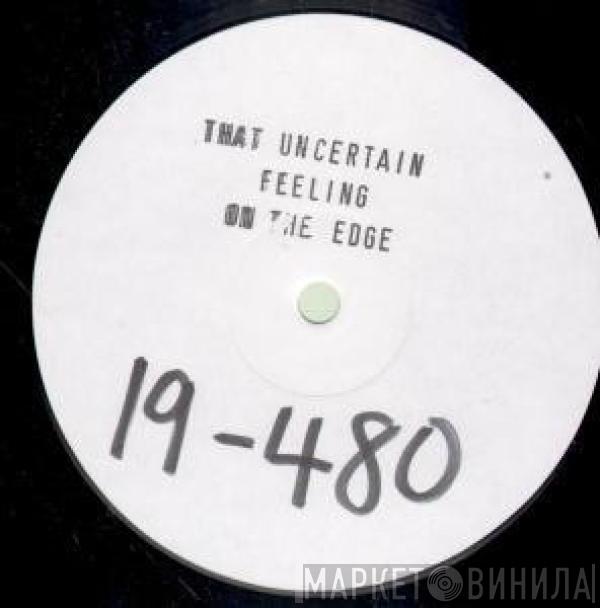 THAT UNCERTAIN
FEELING
ON THE EDGE
19-480
МАРКЕТ ВИНИЛА